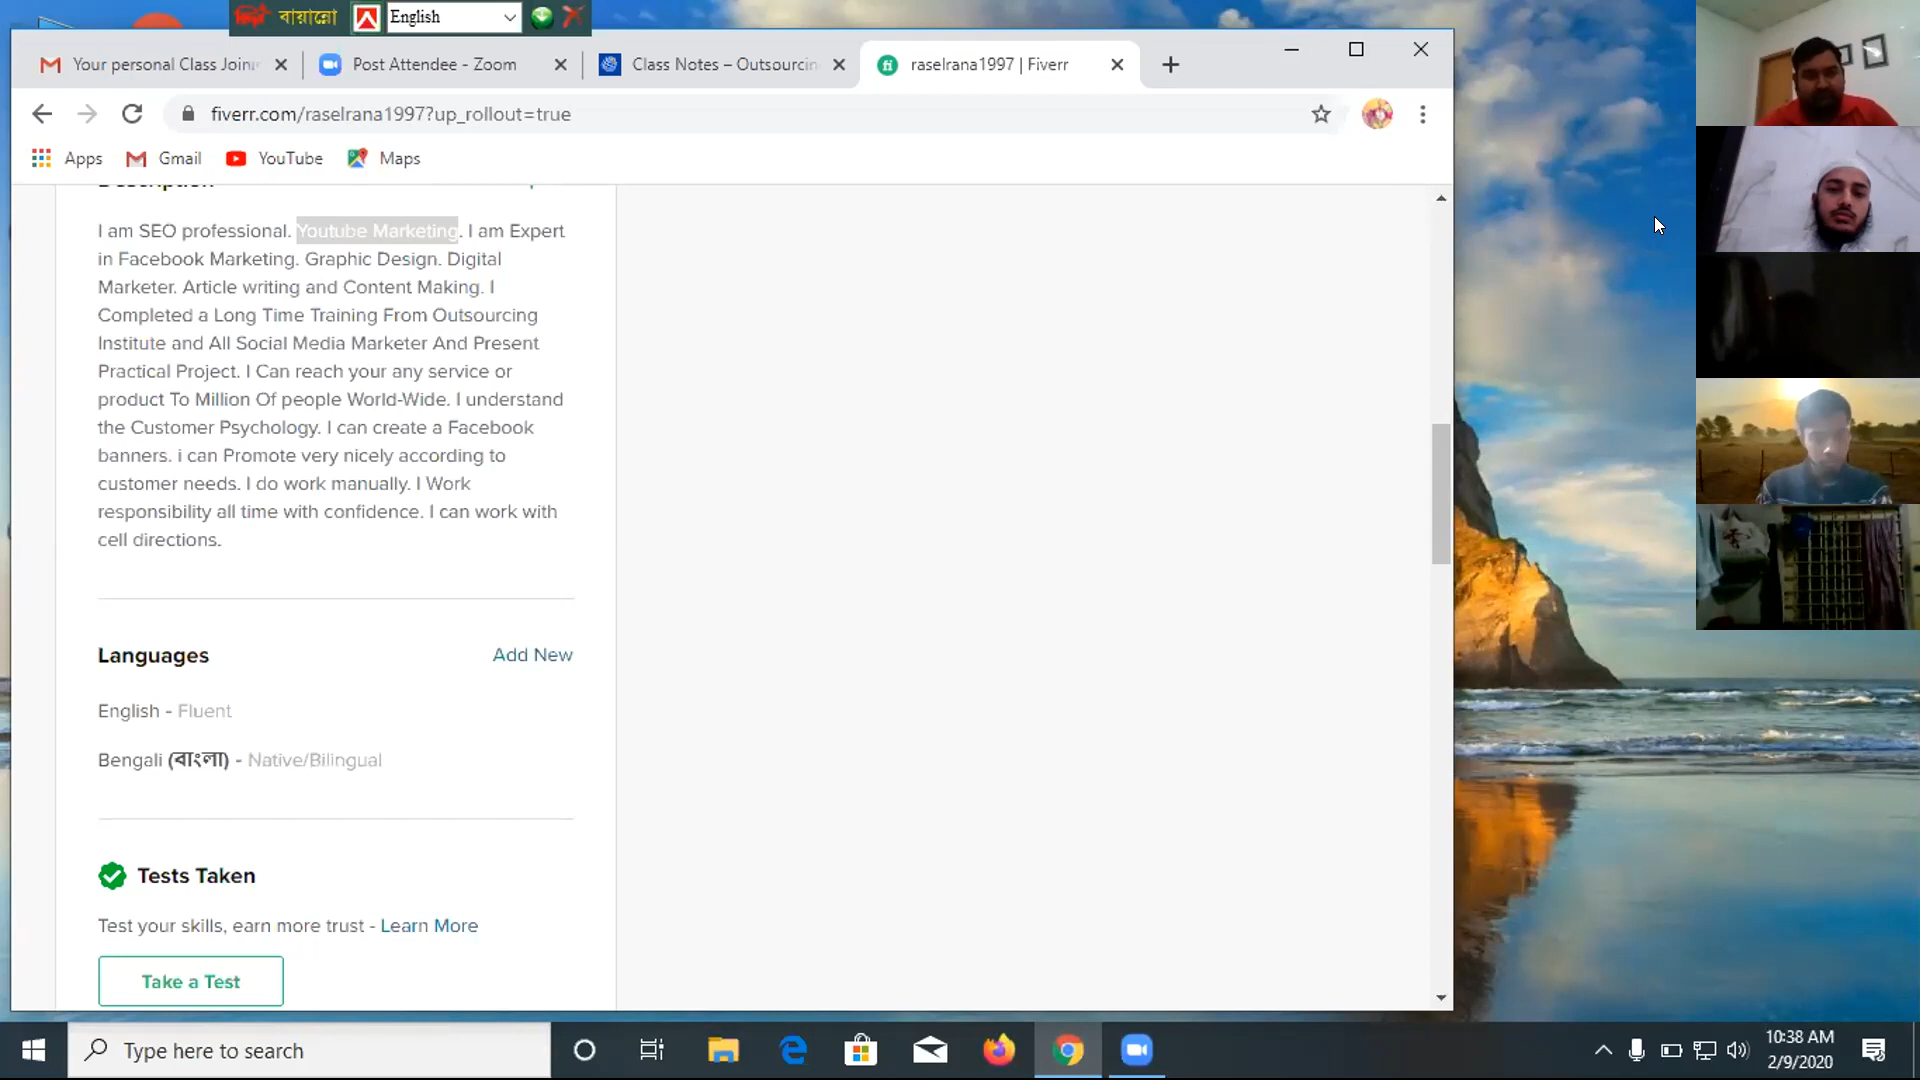 বায়ান্নো
English
Your personal Class Joini
Post Attendee - Zoom
Class Notes – Outsourcin
raselrana1997 | Fiverr
fiverr.com/raselrana1997?up_rollout=true
Apps
Gmail
YouTube
Maps
Description
I am SEO professional. Youtube Marketing. I am Expert
in Facebook Marketing. Graphic Design. Digital
Marketer. Article writing and Content Making. I
Completed a Long Time Training From Outsourcing
Institute and All Social Media Marketer And Present
Practical Project. I Can reach your any service or
product To Million Of people World-Wide. I understand
the Customer Psychology. I can create a Facebook
banners. i can Promote very nicely according to
customer needs. I do work manually. I Work
responsibility all time with confidence. I can work with
cell directions.
Languages
Add New
English - Fluent
Bengali (বাংলা) - Native/Bilingual
Tests Taken
Test your skills, earn more trust - Learn More
Take a Test
Type here to search
10:38 AM
2/9/2020